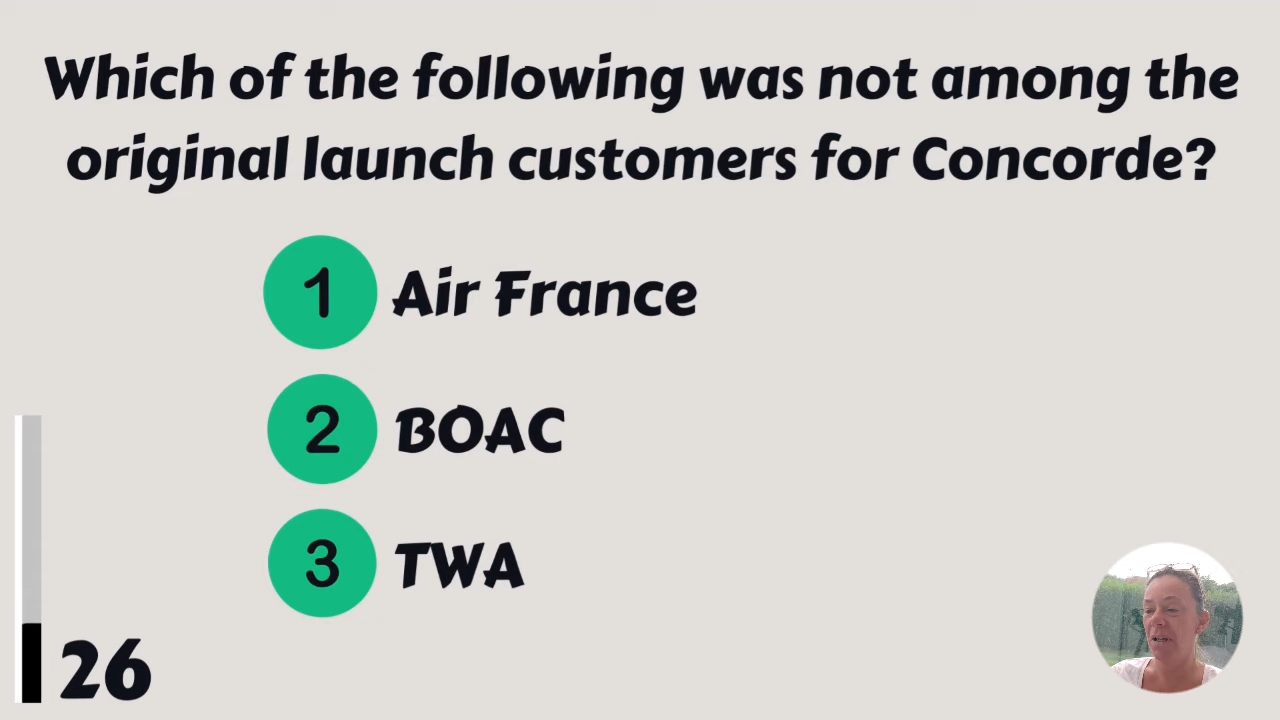 Which of the following was not among the
original launch customers for Concorde?
1 Air France
2 BOAC
3 TWA
26